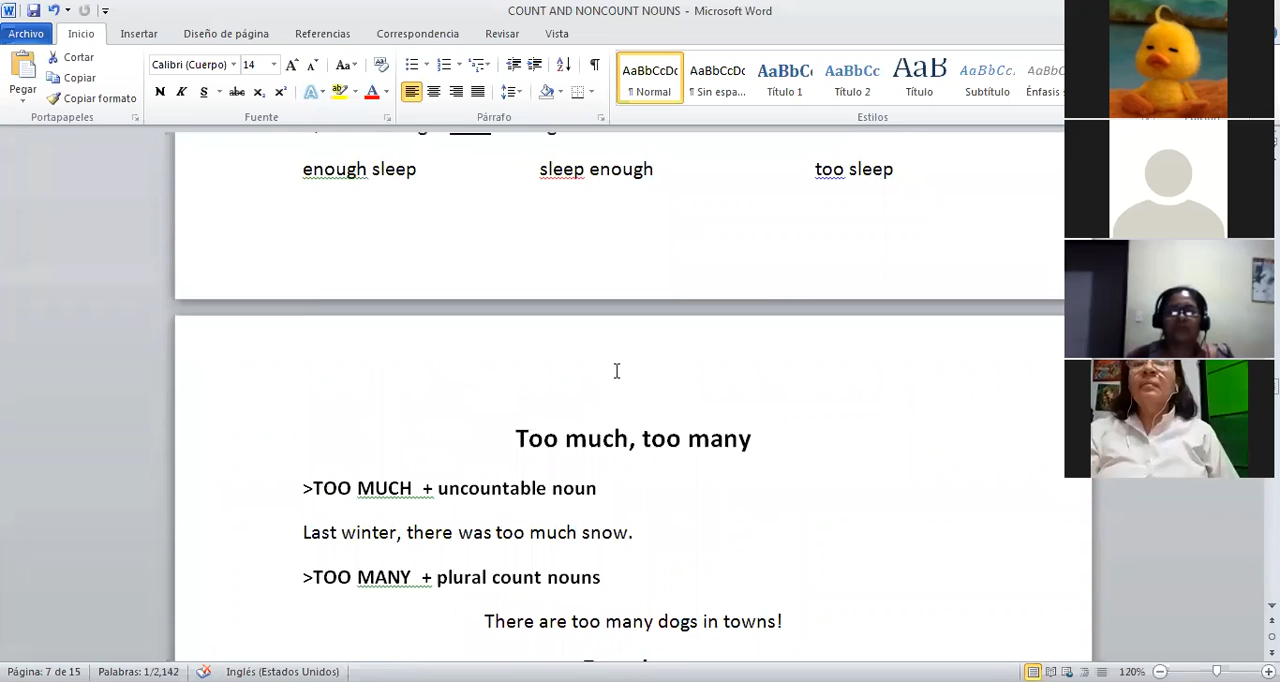 COUNT AND NONCOUNT NOUNS - Microsoft Word
Archivo Inicio Insertar Diseño de página Referencias Correspondencia Revisar Vista
Cortar
Copiar
Copiar formato
Pegar
Portapapeles
Calibri (Cuerpo) 14
Fuente
Párrafo
AaBbCcDc AaBbCcDc AaBbC AaBbCc AaB AaBbCc AaBbCc
¶ Normal ¶ Sin espa... Título 1 Título 2 Título Subtítulo Énfasis
Estilos
enough sleep sleep enough too sleep
Too much, too many
>TOO MUCH + uncountable noun
Last winter, there was too much snow.
>TOO MANY + plural count nouns
There are too many dogs in towns!
Página: 7 de 15 Palabras: 1/2,142 Inglés (Estados Unidos) 120%